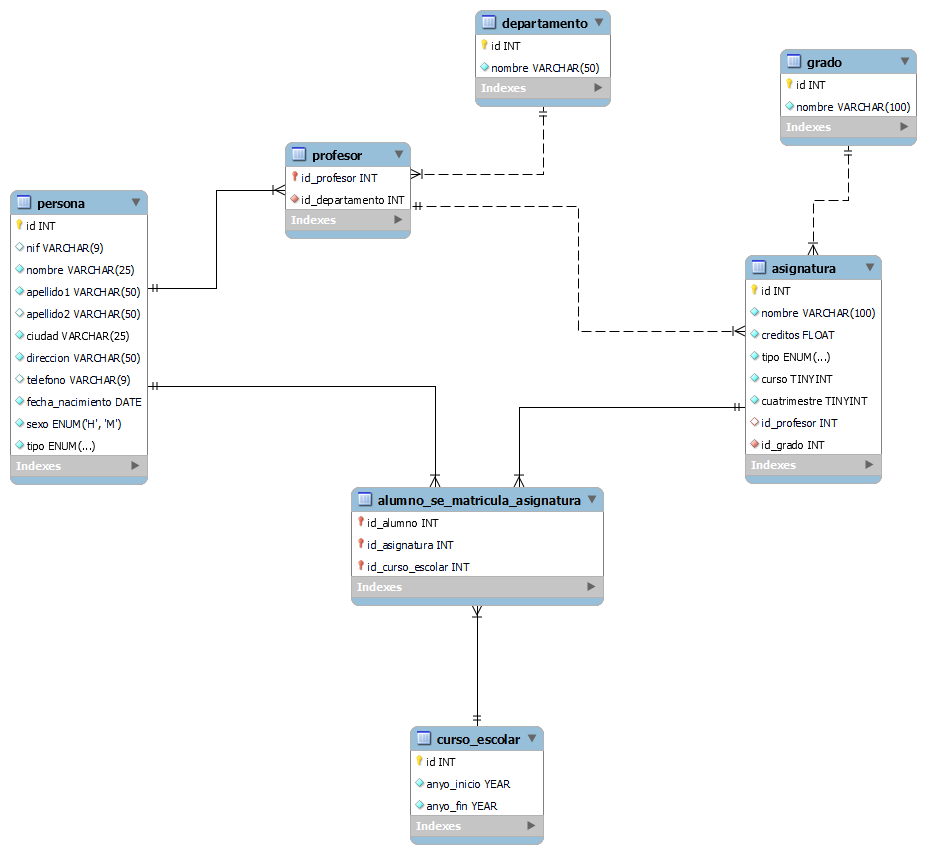 departamento
id INT
nombre VARCHAR(50)
Indexes
grado
id INT
nombre VARCHAR(100)
Indexes
profesor
id_profesor INT
id_departamento INT
Indexes
persona
id INT
nif VARCHAR(9)
nombre VARCHAR(25)
apellido1 VARCHAR(50)
apellido2 VARCHAR(50)
ciudad VARCHAR(25)
direccion VARCHAR(50)
telefono VARCHAR(9)
fecha_nacimiento DATE
sexo ENUM('H', 'M')
tipo ENUM(...)
Indexes
asignatura
id INT
nombre VARCHAR(100)
creditos FLOAT
tipo ENUM(...)
curso TINYINT
cuatrimestre TINYINT
id_profesor INT
id_grado INT
Indexes
alumno_se_matricula_asignatura
id_alumno INT
id_asignatura INT
id_curso_escolar INT
Indexes
curso_escolar
id INT
anyo_inicio YEAR
anyo_fin YEAR
Indexes